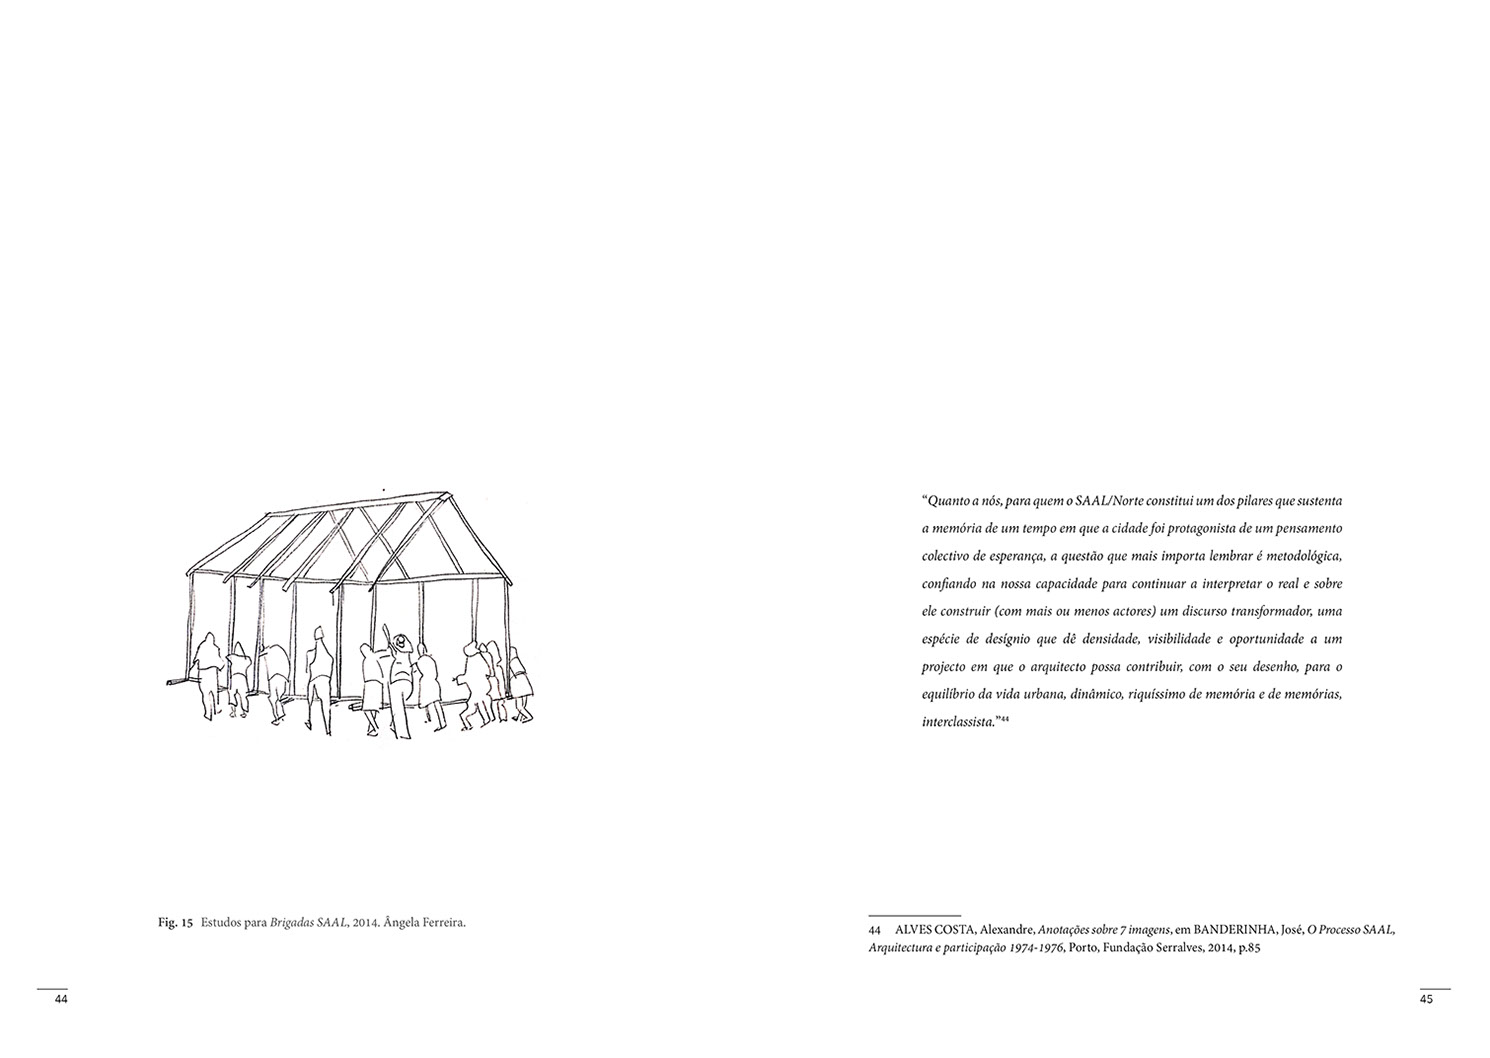 Fig. 15 Estudos para Brigadas SAAL, 2014. Ângela Ferreira.
44
“Quanto a nós, para quem o SAAL/Norte constitui um dos pilares que sustenta
a memória de um tempo em que a cidade foi protagonista de um pensamento
colectivo de esperança, a questão que mais importa lembrar é metodológica,
confiando na nossa capacidade para continuar a interpretar o real e sobre
ele construir (com mais ou menos actores) um discurso transformador, uma
espécie de desígnio que dê densidade, visibilidade e oportunidade a um
projecto em que o arquitecto possa contribuir, com o seu desenho, para o
equilíbrio da vida urbana, dinâmico, riquíssimo de memória e de memórias,
interclassista.”44
44 ALVES COSTA, Alexandre, Anotações sobre 7 imagens, em BANDERINHA, José, O Processo SAAL,
Arquitectura e participação 1974-1976, Porto, Fundação Serralves, 2014, p.85
45